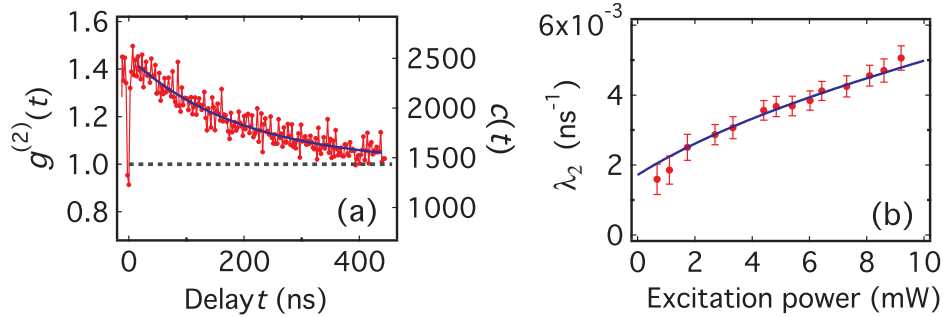 1.6
1.4
1.2
1.0
0.8
g(2)(t)
2500
2000
1500
1000
c(t)
(a)
0 200 400
Delay t (ns)
6x10-3
4
2
0
λ2 (ns-1)
(b)
0 2 4 6 8 10
Excitation power (mW)